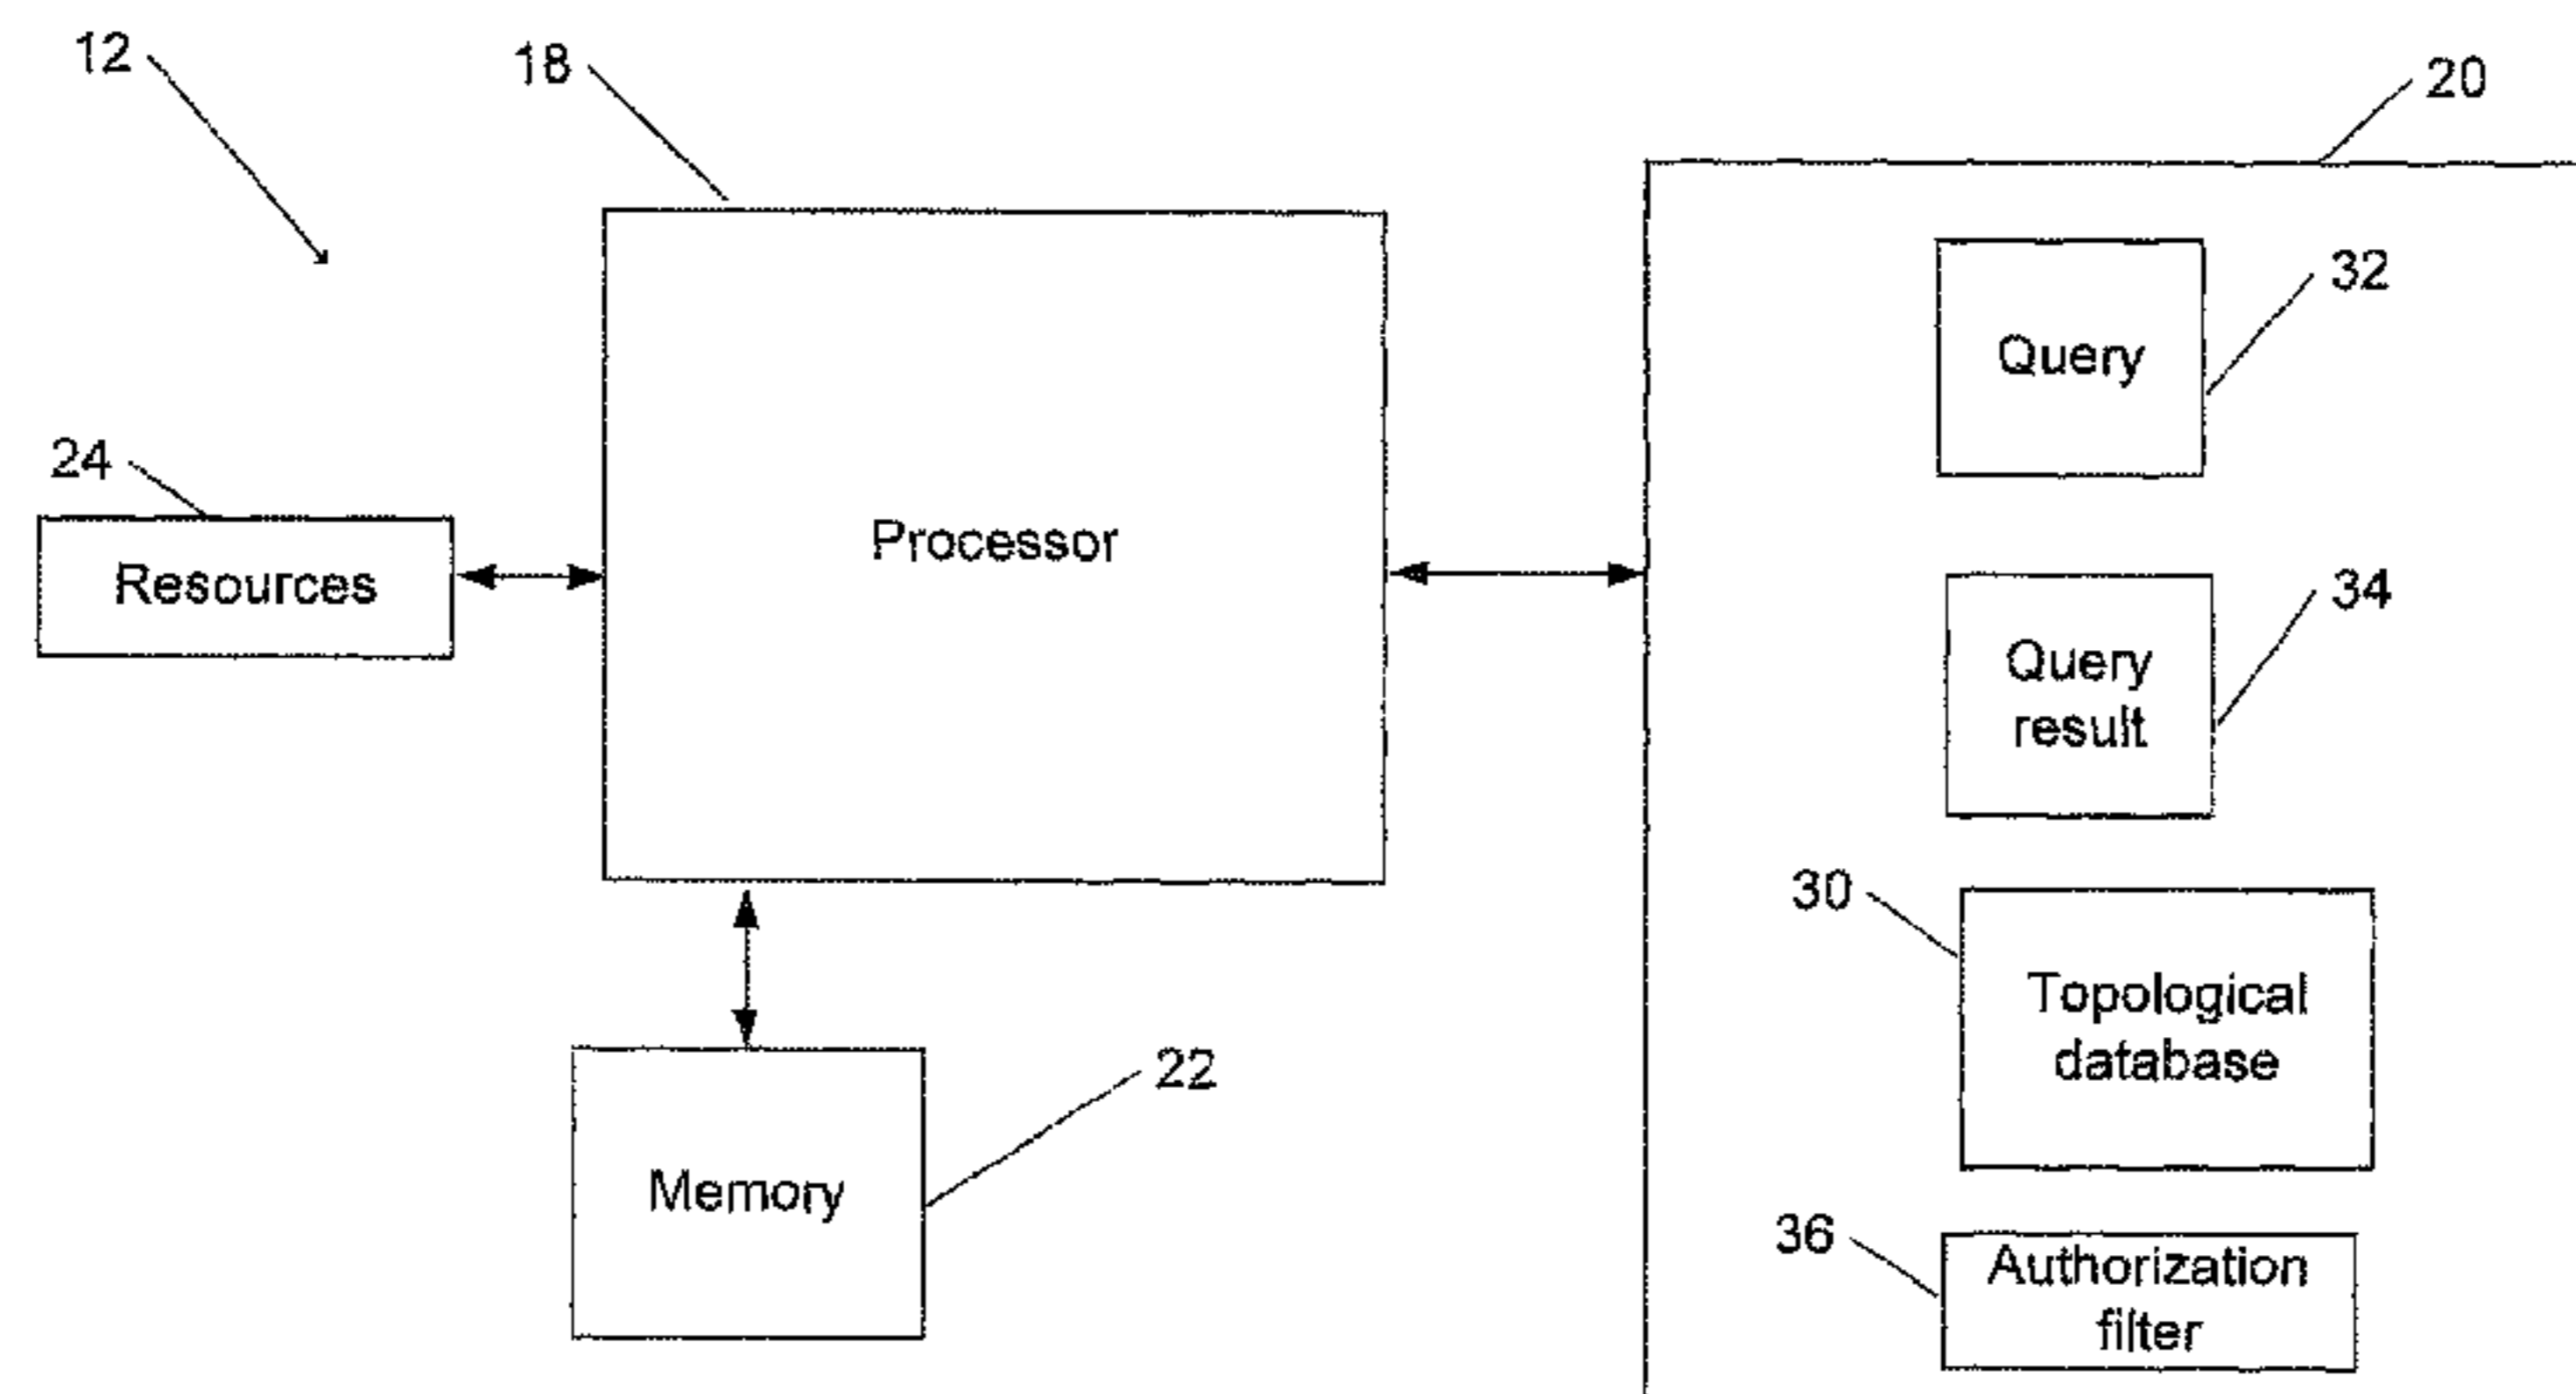 12
18
20
32
Query
24
Resources
Processor
34
Query
result
30
Topological
database
22
Memory
36
Authorization
filter